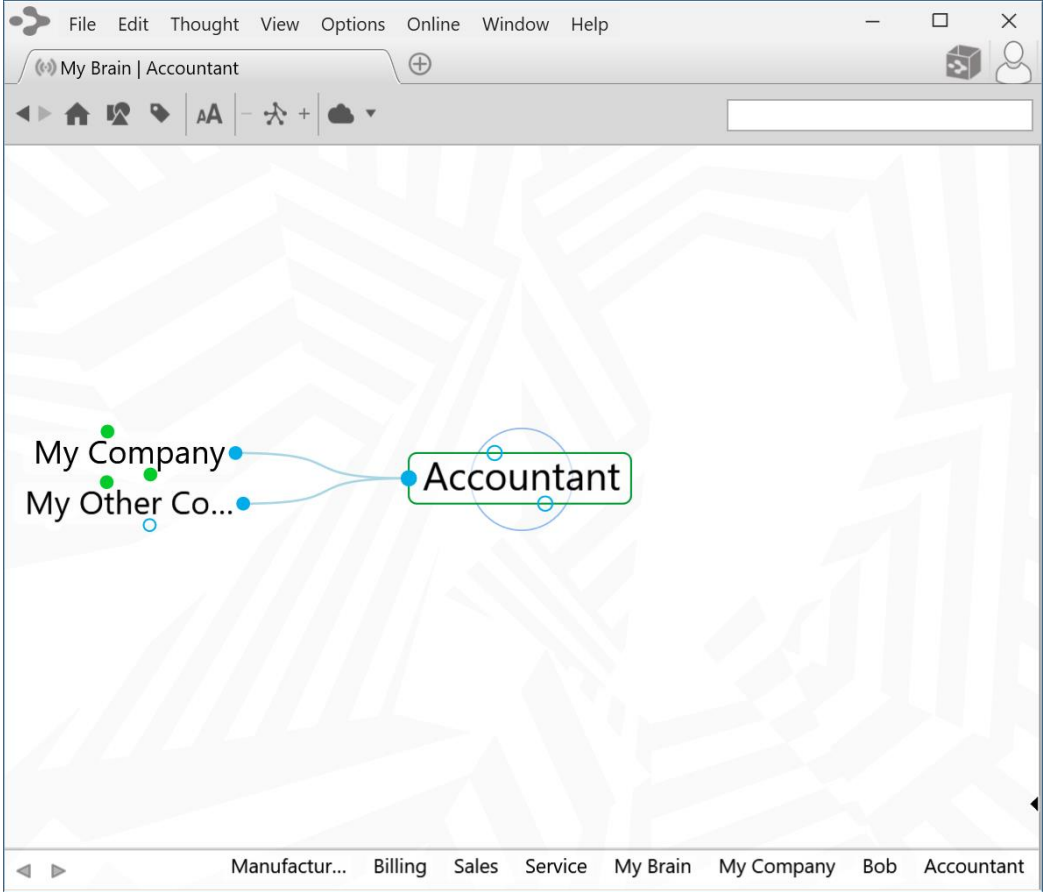 File Edit Thought View Options Online Window Help
My Brain | Accountant
AA
My Company
Accountant
My Other Co...
Manufactur... Billing Sales Service My Brain My Company Bob Accountant